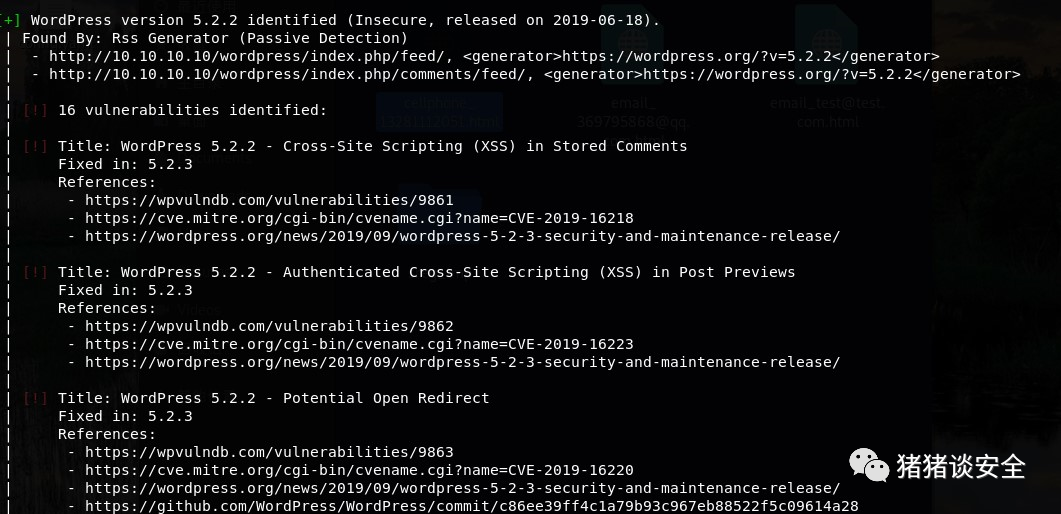 [+] WordPress version 5.2.2 identified (Insecure, released on 2019-06-18).
| Found By: Rss Generator (Passive Detection)
|  - http://10.10.10.10/wordpress/index.php/feed/, <generator>https://wordpress.org/?v=5.2.2</generator>
|  - http://10.10.10.10/wordpress/index.php/comments/feed/, <generator>https://wordpress.org/?v=5.2.2</generator>
|
| [!] 16 vulnerabilities identified:
|
| [!] Title: WordPress 5.2.2 - Cross-Site Scripting (XSS) in Stored Comments
|     Fixed in: 5.2.3
|     References:
|      - https://wpvulndb.com/vulnerabilities/9861
|      - https://cve.mitre.org/cgi-bin/cvename.cgi?name=CVE-2019-16218
|      - https://wordpress.org/news/2019/09/wordpress-5-2-3-security-and-maintenance-release/
|
| [!] Title: WordPress 5.2.2 - Authenticated Cross-Site Scripting (XSS) in Post Previews
|     Fixed in: 5.2.3
|     References:
|      - https://wpvulndb.com/vulnerabilities/9862
|      - https://cve.mitre.org/cgi-bin/cvename.cgi?name=CVE-2019-16223
|      - https://wordpress.org/news/2019/09/wordpress-5-2-3-security-and-maintenance-release/
|
| [!] Title: WordPress 5.2.2 - Potential Open Redirect
|     Fixed in: 5.2.3
|     References:
|      - https://wpvulndb.com/vulnerabilities/9863
|      - https://cve.mitre.org/cgi-bin/cvename.cgi?name=CVE-2019-16220
|      - https://wordpress.org/news/2019/09/wordpress-5-2-3-security-and-maintenance-release/
|      - https://github.com/WordPress/WordPress/commit/c86ee39ff4c1a79b93c967eb88522f5c09614a28
email_
email_test@test.
com.html
猪猪谈安全